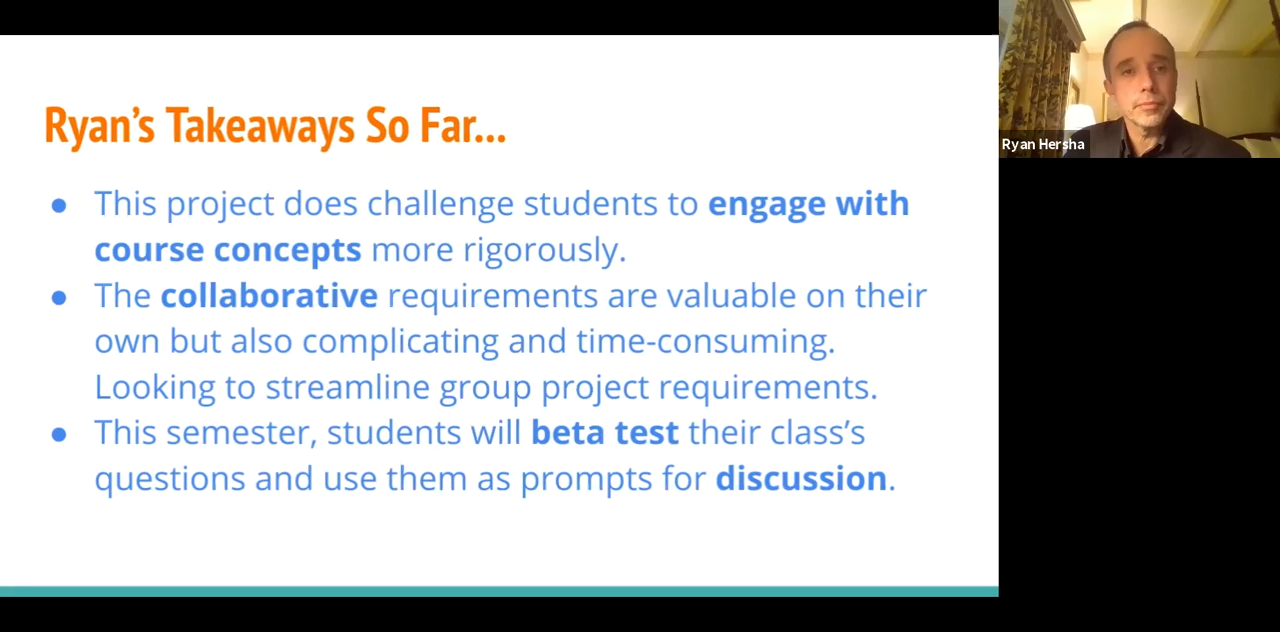 Ryan's Takeaways So Far...
● This project does challenge students to engage with
course concepts more rigorously.
● The collaborative requirements are valuable on their
own but also complicating and time-consuming.
Looking to streamline group project requirements.
● This semester, students will beta test their class's
questions and use them as prompts for discussion.
Ryan Hersha